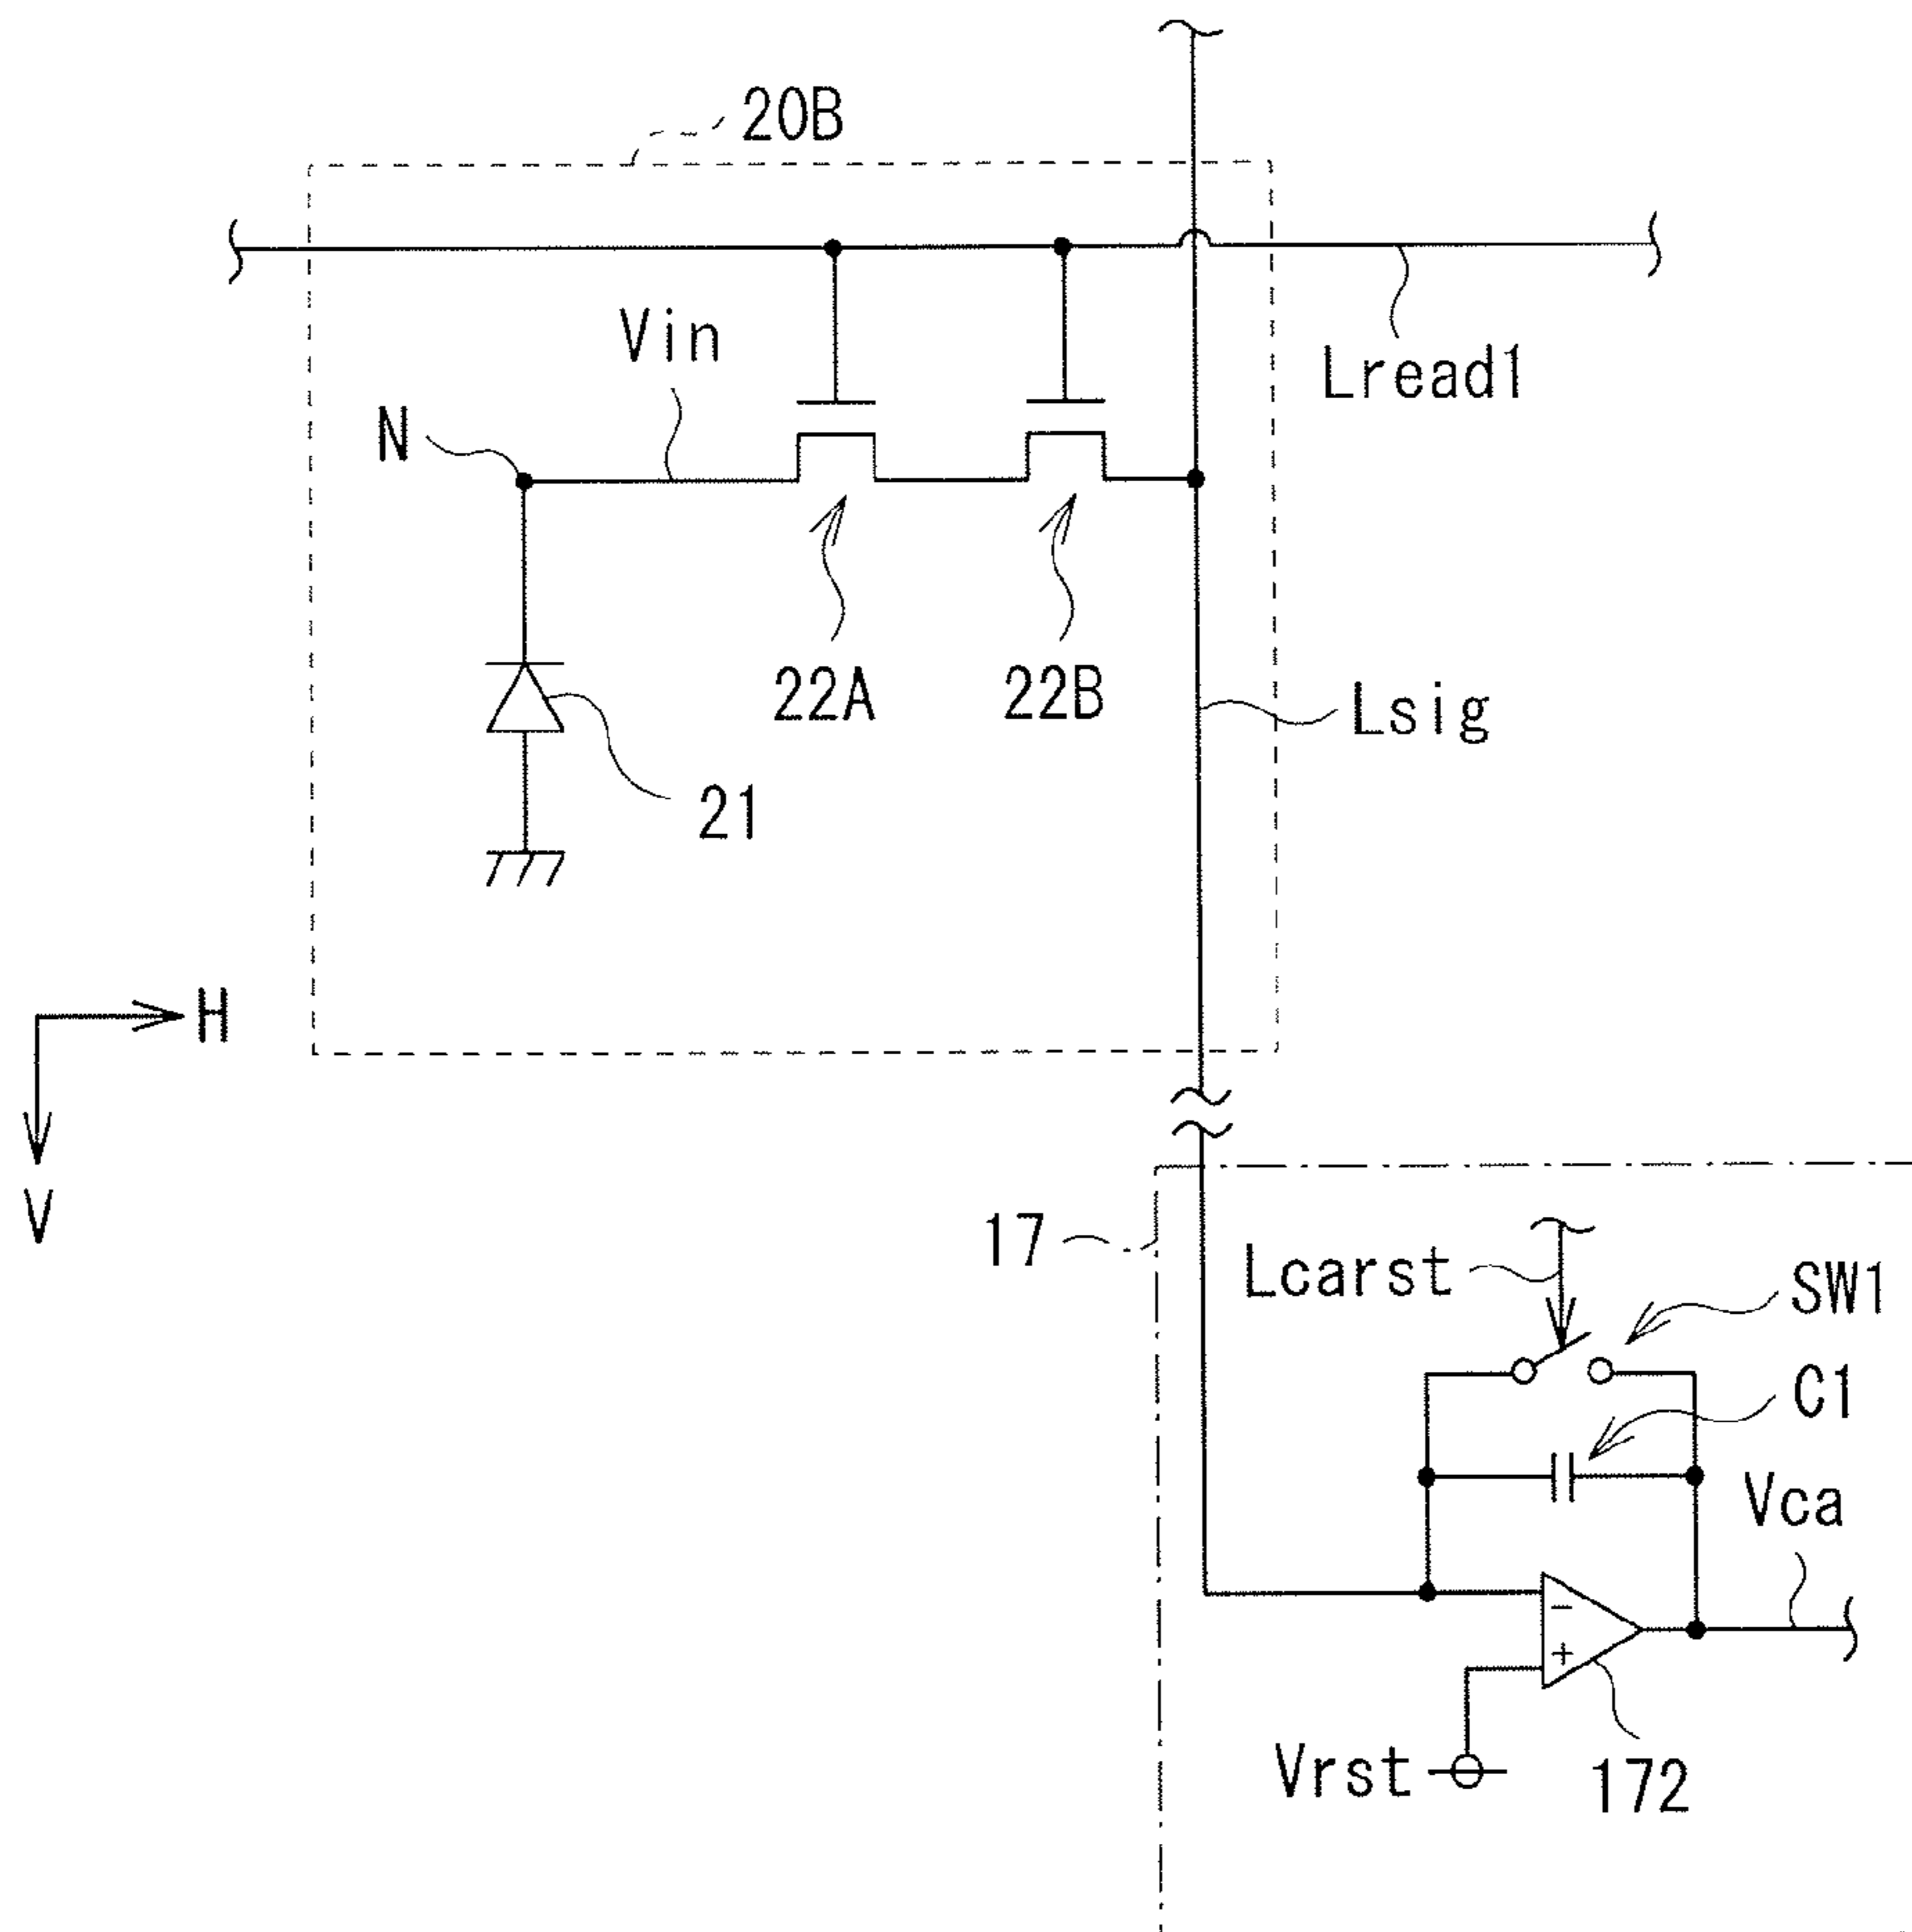 20B
Vin
Lread1
N
22A
22B
Lsig
21
H
V
17
Lcarst
SW1
C1
Vca
−
+
Vrst
172